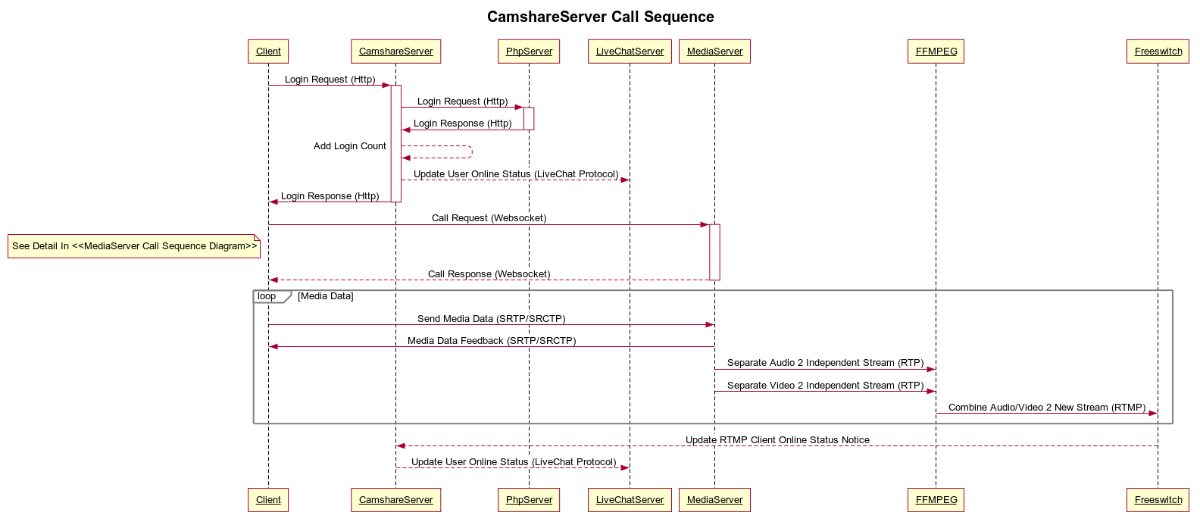 CamshareServer Call Sequence
Client CamshareServer PhpServer LiveChatServer MediaServer FFMPEG Freeswitch
Login Request (Http)
Login Request (Http)
Login Response (Http)
Add Login Count
Update User Online Status (LiveChat Protocol)
Login Response (Http)
Call Request (Websocket)
See Detail In <<MediaServer Call Sequence Diagram>>
Call Response (Websocket)
loop [Media Data]
Send Media Data (SRTP/SRCTP)
Media Data Feedback (SRTP/SRCTP)
Separate Audio 2 Independent Stream (RTP)
Separate Video 2 Independent Stream (RTP)
Combine Audio/Video 2 New Stream (RTMP)
Update RTMP Client Online Status Notice
Update User Online Status (LiveChat Protocol)
Client CamshareServer PhpServer LiveChatServer MediaServer FFMPEG Freeswitch